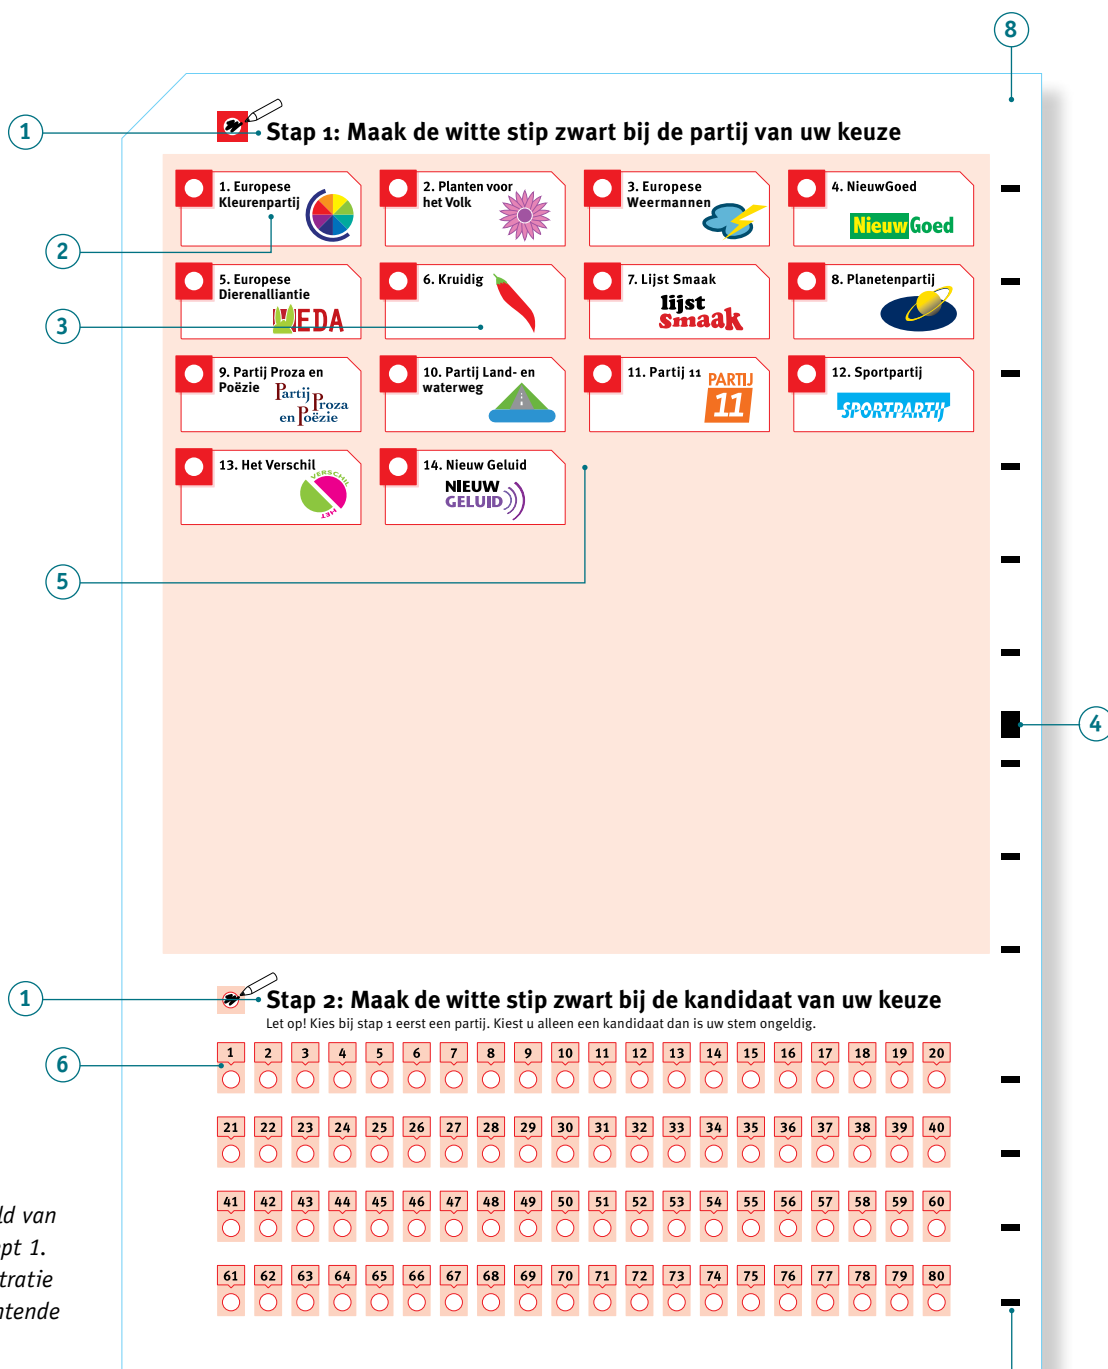 8
1
Stap 1: Maak de witte stip zwart bij de partij van uw keuze
1. Europese
Kleurenpartij
2. Planten voor
het Volk
3. Europese
Weermannen
4. NieuwGoed
NieuwGoed
2
5. Europese
Dierenalliantie
EDA
6. Kruidig
7. Lijst Smaak
lijst
smaak
8. Planetenpartij
3
9. Partij Proza en
Poëzie
Partij Proza
en Poëzie
10. Partij Land- en
waterweg
11. Partij 11
PARTIJ
11
12. Sportpartij
SPORTPARTIJ
13. Het Verschil
VERSCHIL
HET
14. Nieuw Geluid
NIEUW
GELUID
5
4
1
Stap 2: Maak de witte stip zwart bij de kandidaat van uw keuze
Let op! Kies bij stap 1 eerst een partij. Kiest u alleen een kandidaat dan is uw stem ongeldig.
6
1 2 3 4 5 6 7 8 9 10 11 12 13 14 15 16 17 18 19 20
21 22 23 24 25 26 27 28 29 30 31 32 33 34 35 36 37 38 39 40
41 42 43 44 45 46 47 48 49 50 51 52 53 54 55 56 57 58 59 60
61 62 63 64 65 66 67 68 69 70 71 72 73 74 75 76 77 78 79 80
ld van
pt 1.
tratie
ntende